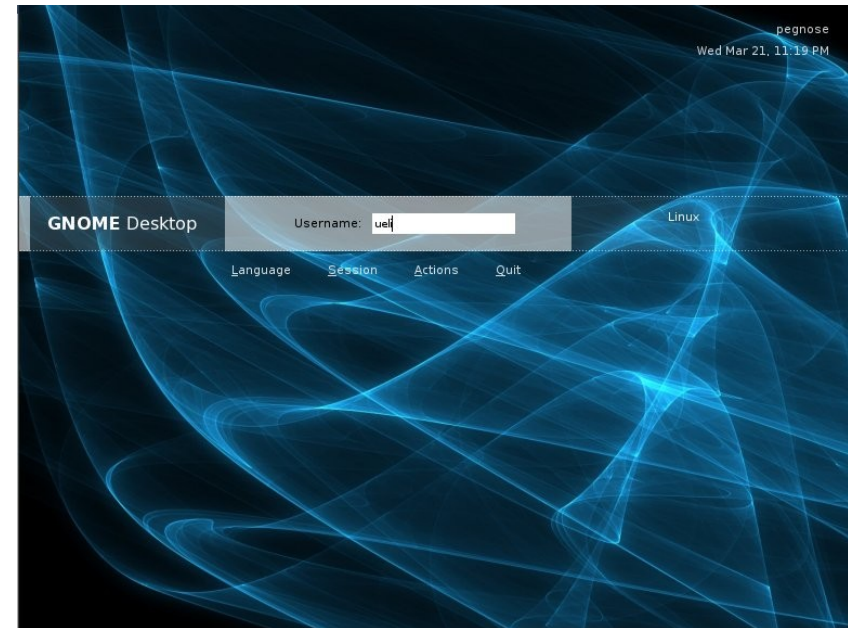 pegnose
Wed Mar 21, 11:19 PM
GNOME Desktop
Username: ueli
Linux
Language Session Actions Quit